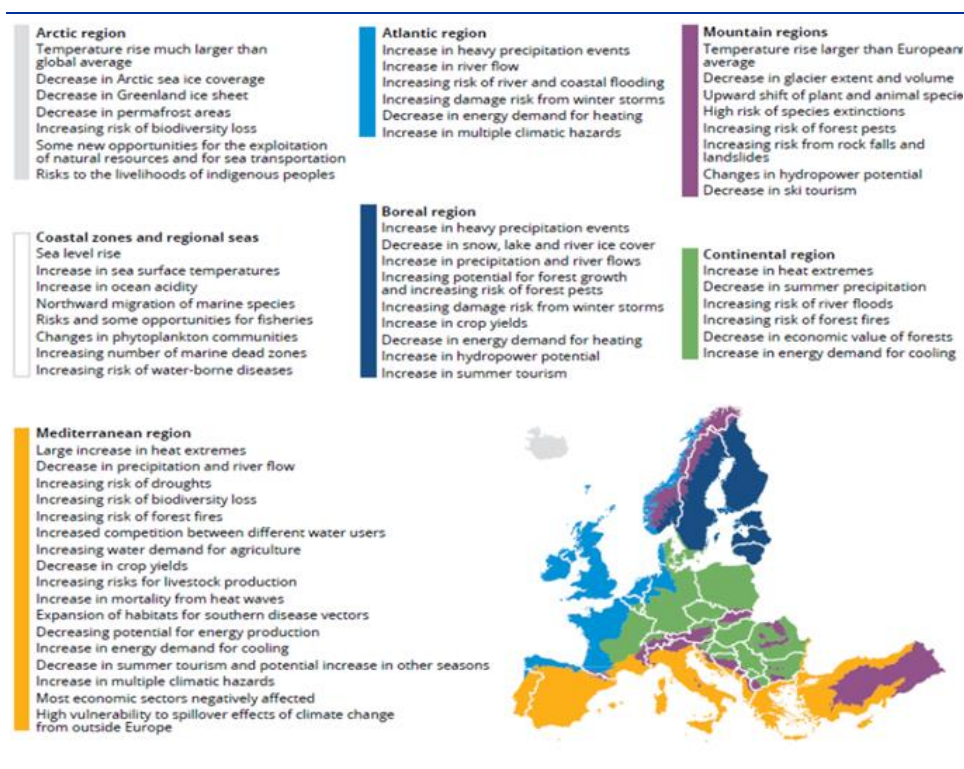 Arctic region
Temperature rise much larger than
global average
Decrease in Arctic sea ice coverage
Decrease in Greenland ice sheet
Decrease in permafrost areas
Increasing risk of biodiversity loss
Some new opportunities for the exploitation
of natural resources and for sea transportation
Risks to the livelihoods of indigenous peoples
Atlantic region
Increase in heavy precipitation events
Increase in river flow
Increasing risk of river and coastal flooding
Increasing damage risk from winter storms
Decrease in energy demand for heating
Increase in multiple climatic hazards
Mountain regions
Temperature rise larger than European
average
Decrease in glacier extent and volume
Upward shift of plant and animal specie
High risk of species extinctions
Increasing risk of forest pests
Increasing risk from rock falls and
landslides
Changes in hydropower potential
Decrease in ski tourism
Coastal zones and regional seas
Sea level rise
Increase in sea surface temperatures
Increase in ocean acidity
Northward migration of marine species
Risks and some opportunities for fisheries
Changes in phytoplankton communities
Increasing number of marine dead zones
Increasing risk of water-borne diseases
Boreal region
Increase in heavy precipitation events
Decrease in snow, lake and river ice cover
Increase in precipitation and river flows
Increasing potential for forest growth
and increasing risk of forest pests
Increasing damage risk from winter storms
Increase in crop yields
Decrease in energy demand for heating
Increase in hydropower potential
Increase in summer tourism
Continental region
Increase in heat extremes
Decrease in summer precipitation
Increasing risk of river floods
Increasing risk of forest fires
Decrease in economic value of forests
Increase in energy demand for cooling
Mediterranean region
Large increase in heat extremes
Decrease in precipitation and river flow
Increasing risk of droughts
Increasing risk of biodiversity loss
Increasing risk of forest fires
Increased competition between different water users
Increasing water demand for agriculture
Decrease in crop yields
Increasing risks for livestock production
Increase in mortality from heat waves
Expansion of habitats for southern disease vectors
Decreasing potential for energy production
Increase in energy demand for cooling
Decrease in summer tourism and potential increase in other seasons
Increase in multiple climatic hazards
Most economic sectors negatively affected
High vulnerability to spillover effects of climate change
from outside Europe